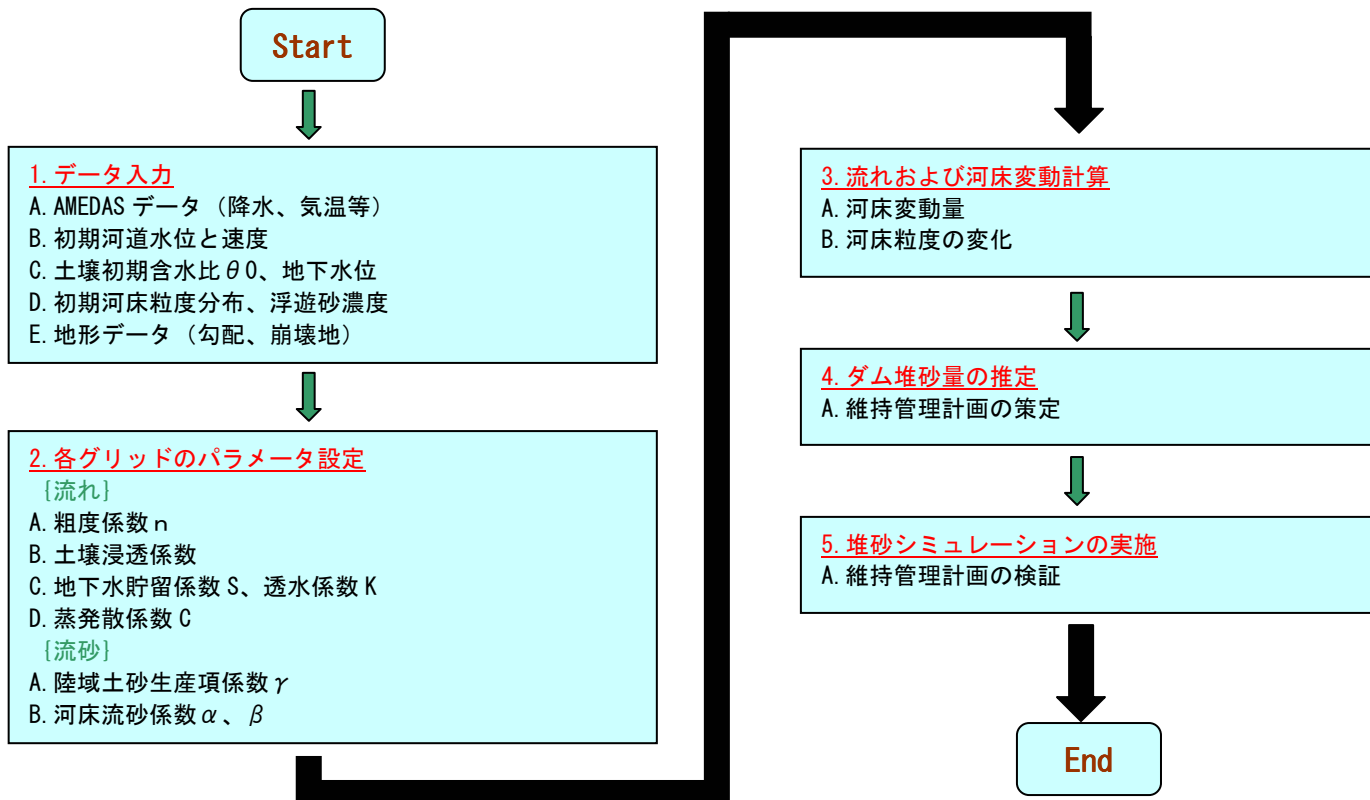 Start
1. データ入力
A. AMEDAS データ（降水、気温等）
B. 初期河道水位と速度
C. 土壌初期含水比θ0、地下水位
D. 初期河床粒度分布、浮遊砂濃度
E. 地形データ（勾配、崩壊地）
2. 各グリッドのパラメータ設定
{流れ}
A. 粗度係数ｎ
B. 土壌浸透係数
C. 地下水貯留係数 S、透水係数 K
D. 蒸発散係数 C
{流砂}
A. 陸域土砂生産項係数γ
B. 河床流砂係数α、β
3. 流れおよび河床変動計算
A. 河床変動量
B. 河床粒度の変化
4. ダム堆砂量の推定
A. 維持管理計画の策定
5. 堆砂シミュレーションの実施
A. 維持管理計画の検証
End